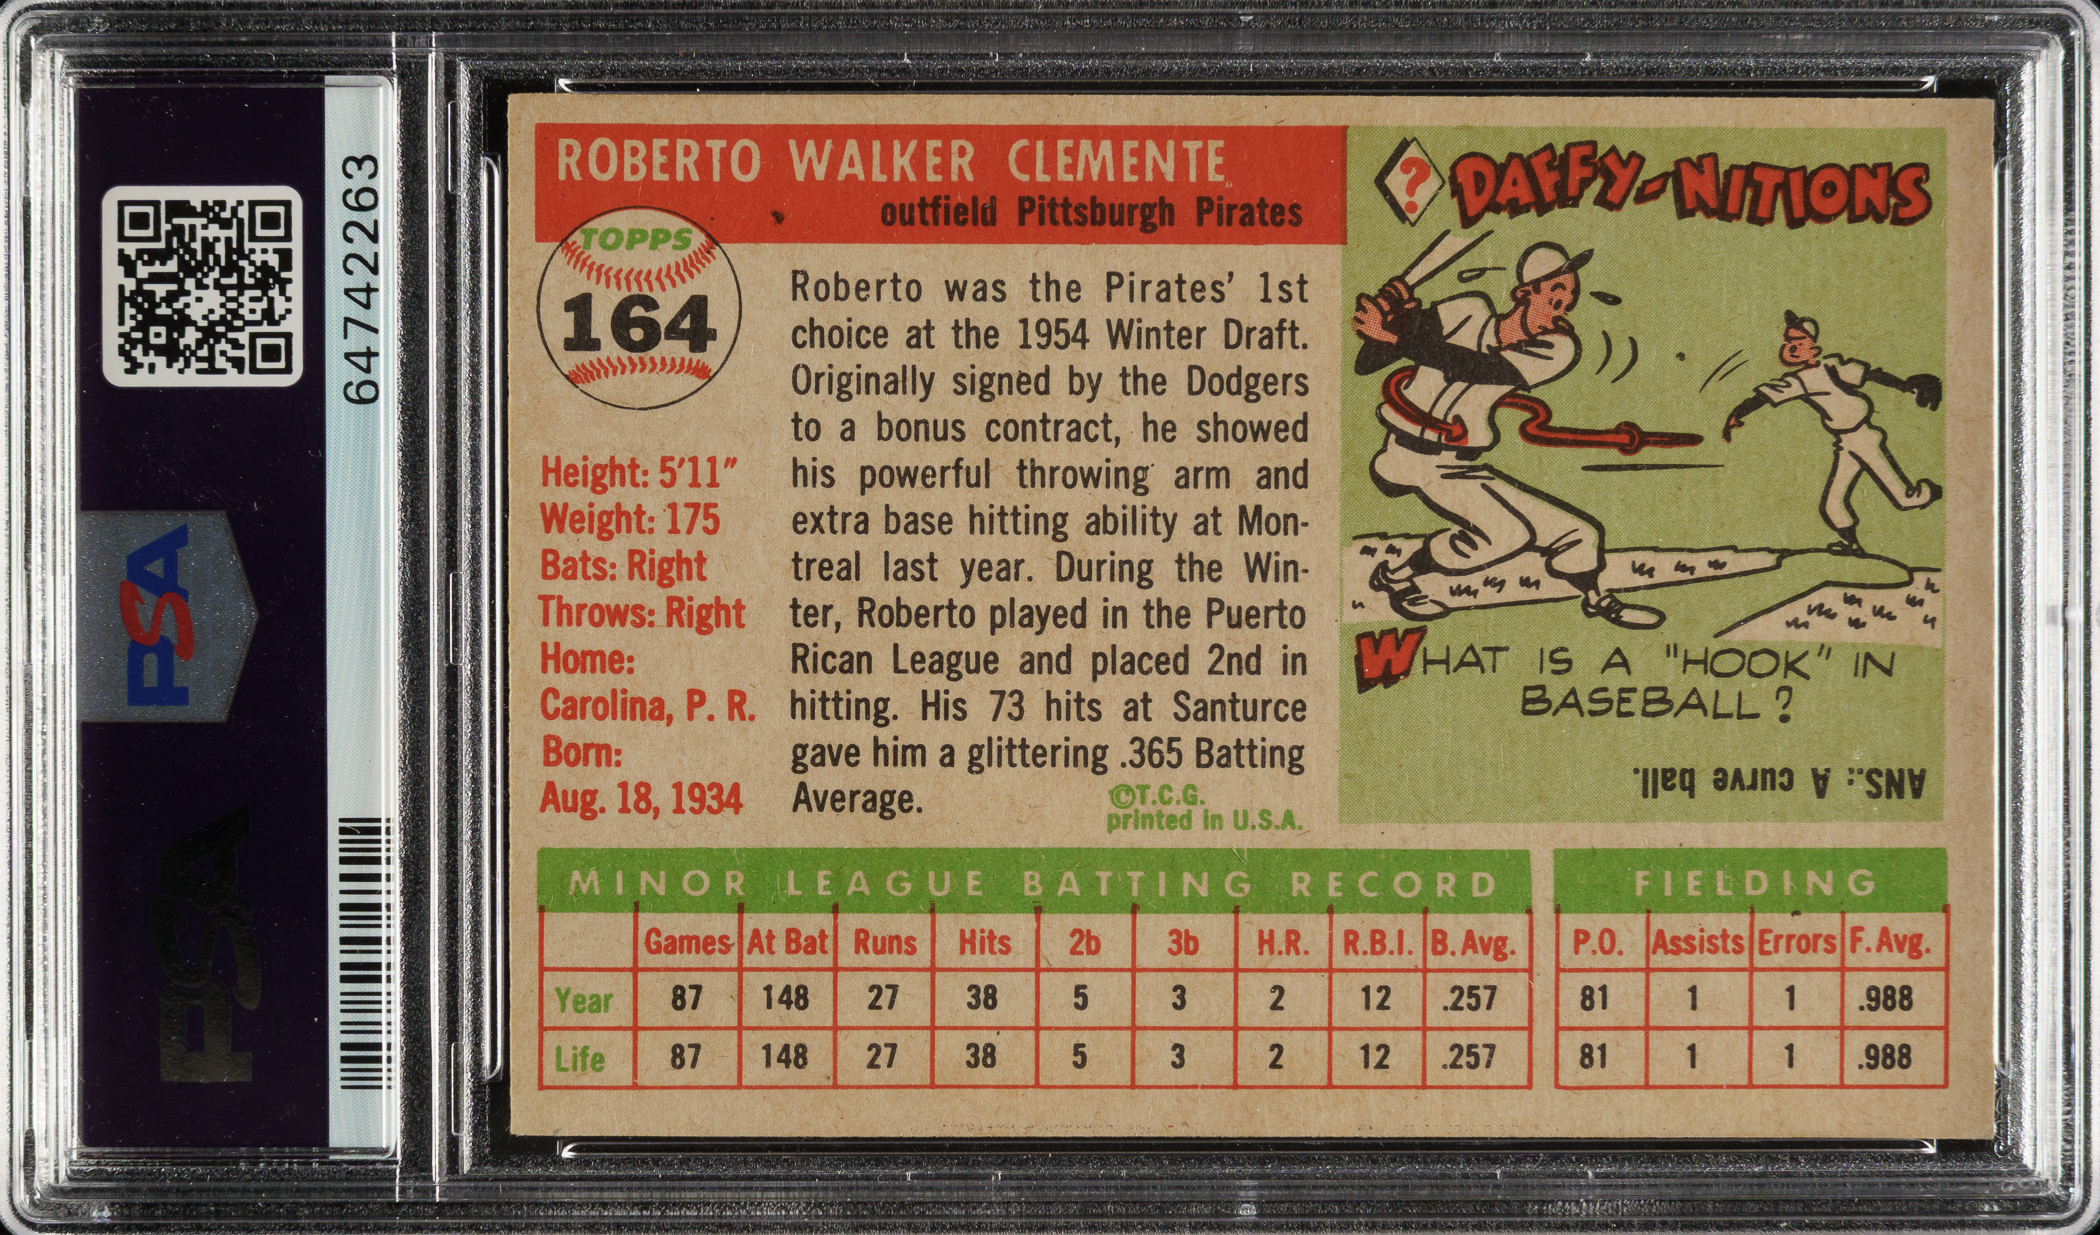 64742263
PSA
PSA
ROBERTO WALKER CLEMENTE
outfield Pittsburgh Pirates
TOPPS
164
Height: 5'11"
Weight: 175
Bats: Right
Throws: Right
Home:
Carolina, P. R.
Born:
Aug. 18, 1934
Roberto was the Pirates' 1st
choice at the 1954 Winter Draft.
Originally signed by the Dodgers
to a bonus contract, he showed
his powerful throwing arm and
extra base hitting ability at Mon-
treal last year. During the Win-
ter, Roberto played in the Puerto
Rican League and placed 2nd in
hitting. His 73 hits at Santurce
gave him a glittering .365 Batting
Average.
©T.C.G.
printed in U.S.A.
?
DAFFY-NITIONS
WHAT IS A "HOOK" IN
BASEBALL?
ANS.: A curve ball.
MINOR LEAGUE BATTING RECORD
Games At Bat Runs Hits 2b 3b H.R. R.B.I. B. Avg.
Year 87 148 27 38 5 3 2 12 .257
Life 87 148 27 38 5 3 2 12 .257
FIELDING
P.O. Assists Errors F. Avg.
81 1 1 .988
81 1 1 .988